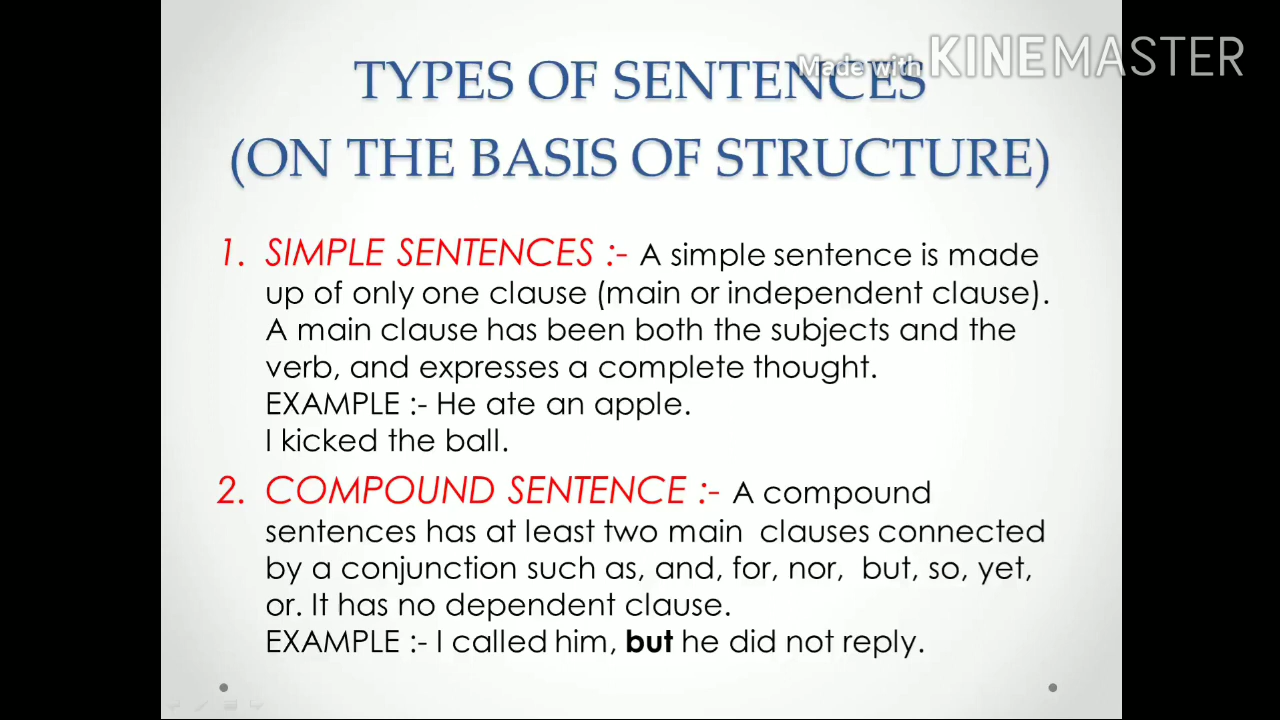 Made with KINEMASTER
TYPES OF SENTENCES
(ON THE BASIS OF STRUCTURE)
1. SIMPLE SENTENCES :- A simple sentence is made
up of only one clause (main or independent clause).
A main clause has been both the subjects and the
verb, and expresses a complete thought.
EXAMPLE :- He ate an apple.
I kicked the ball.
2. COMPOUND SENTENCE :- A compound
sentences has at least two main clauses connected
by a conjunction such as, and, for, nor, but, so, yet,
or. It has no dependent clause.
EXAMPLE :- I called him, but he did not reply.